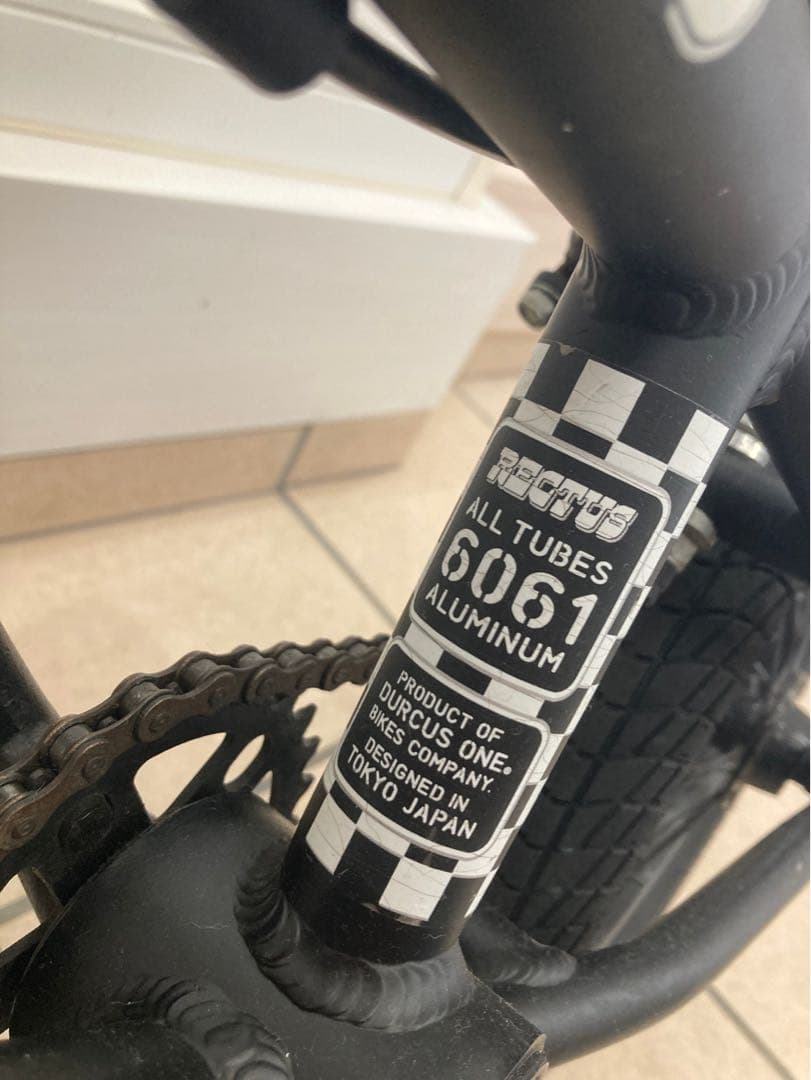 RECTUS
ALL TUBES
6061
ALUMINUM
PRODUCT OF
DURCUS ONE®
BIKES COMPANY.
DESIGNED IN
TOKYO JAPAN